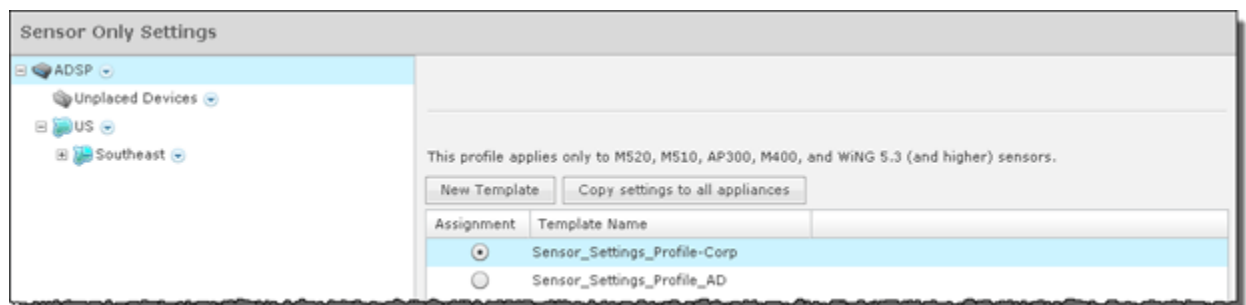 Sensor Only Settings
ADSP
Unplaced Devices
US
Southeast
This profile applies only to M520, M510, AP300, M400, and WiNG 5.3 (and higher) sensors.
New Template
Copy settings to all appliances
Assignment Template Name
Sensor_Settings_Profile-Corp
Sensor_Settings_Profile_AD